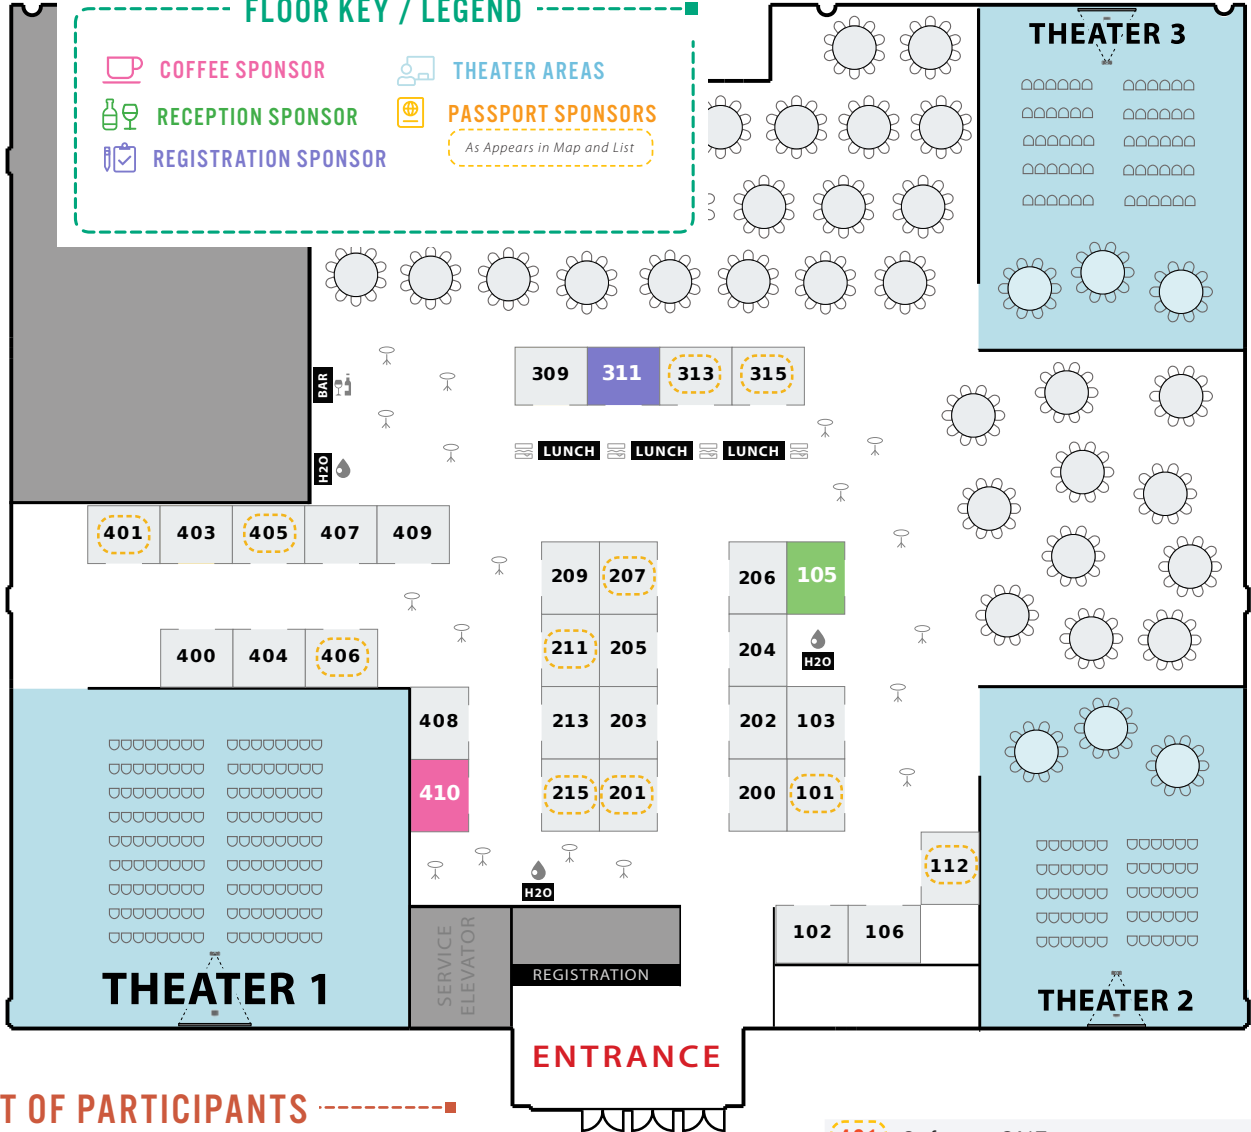 FLOOR KEY / LEGEND
COFFEE SPONSOR
THEATER AREAS
RECEPTION SPONSOR
PASSPORT SPONSORS
REGISTRATION SPONSOR
As Appears in Map and List
THEATER 3
309 311 313 315
BAR
LUNCH LUNCH LUNCH
H2O
401 403 405 407 409
209 207
206 105
211 205
204
H2O
400 404 406
408
213 203
202 103
410
215 201
200 101
112
H2O
102 106
SERVICE
ELEVATOR
REGISTRATION
THEATER 1
THEATER 2
ENTRANCE
T OF PARTICIPANTS